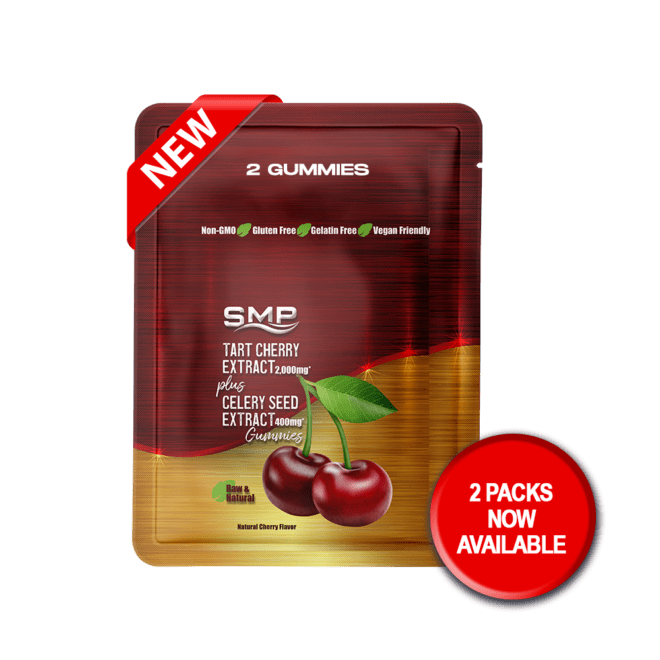 NEW
2 GUMMIES
Non-GMO Gluten Free Gelatin Free Vegan Friendly
SMP
TART CHERRY
EXTRACT 2,000mg*
plus
CELERY SEED
EXTRACT 400mg*
Gummies
Raw &
Natural
Natural Cherry Flavor
2 PACKS
NOW
AVAILABLE